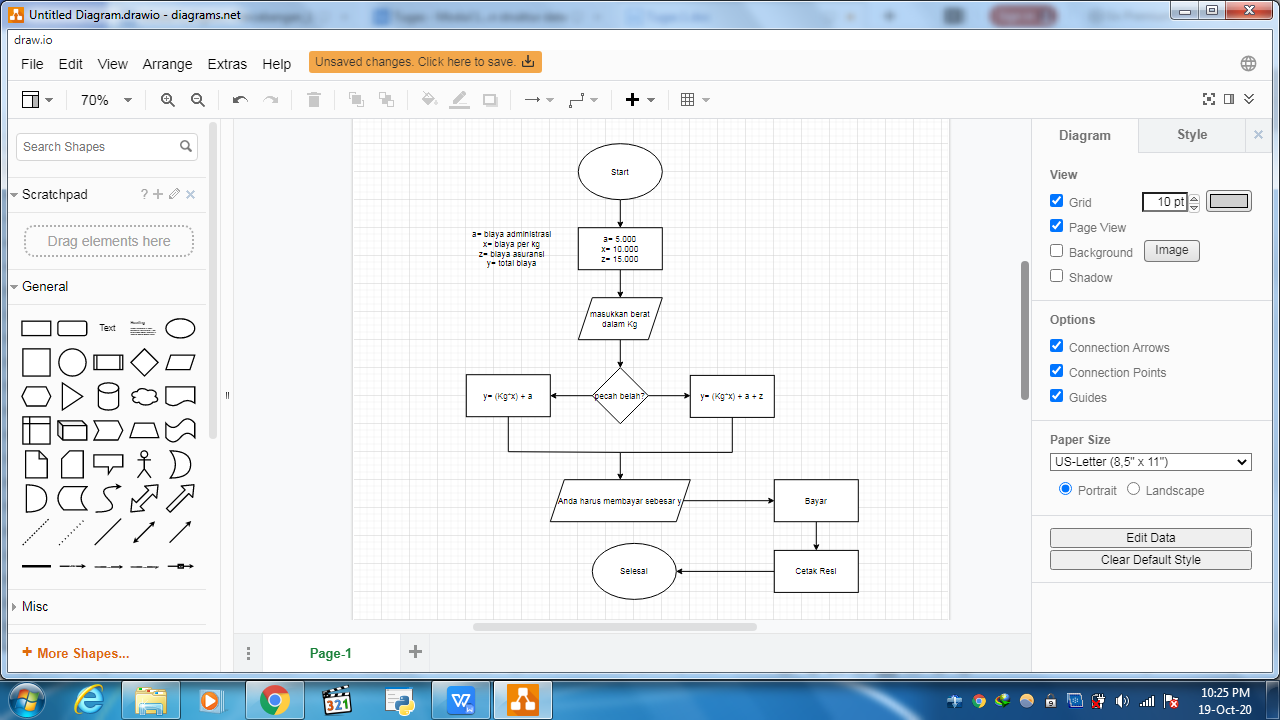 Untitled Diagram.drawio - diagrams.net
draw.io
File Edit View Arrange Extras Help Unsaved changes. Click here to save.
70%
Search Shapes
Scratchpad
?
Drag elements here
General
Text
Heading
Misc
+ More Shapes...
Start
a= biaya administrasi
x= biaya per kg
z= biaya asuransi
y= total biaya
a= 5.000
x= 10.000
z= 15.000
masukkan berat
dalam Kg
y= (Kg*x) + a
pecah belah?
y= (Kg*x) + a + z
Anda harus membayar sebesar y
Bayar
Selesai
Cetak Resi
Page-1
Diagram Style
View
Grid 10 pt
Page View
Background Image
Shadow
Options
Connection Arrows
Connection Points
Guides
Paper Size
US-Letter (8,5" x 11")
Portrait Landscape
Edit Data
Clear Default Style
321
W
10:25 PM
19-Oct-20